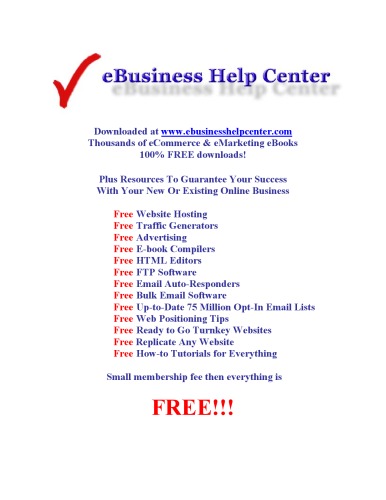 eBusiness Help Center
Downloaded at www.ebusinesshelpcenter.com
Thousands of eCommerce & eMarketing eBooks
100% FREE downloads!
Plus Resources To Guarantee Your Success
With Your New Or Existing Online Business
Free Website Hosting
Free Traffic Generators
Free Advertising
Free E-book Compilers
Free HTML Editors
Free FTP Software
Free Email Auto-Responders
Free Bulk Email Software
Free Up-to-Date 75 Million Opt-In Email Lists
Free Web Positioning Tips
Free Ready to Go Turnkey Websites
Free Replicate Any Website
Free How-to Tutorials for Everything
Small membership fee then everything is
FREE!!!